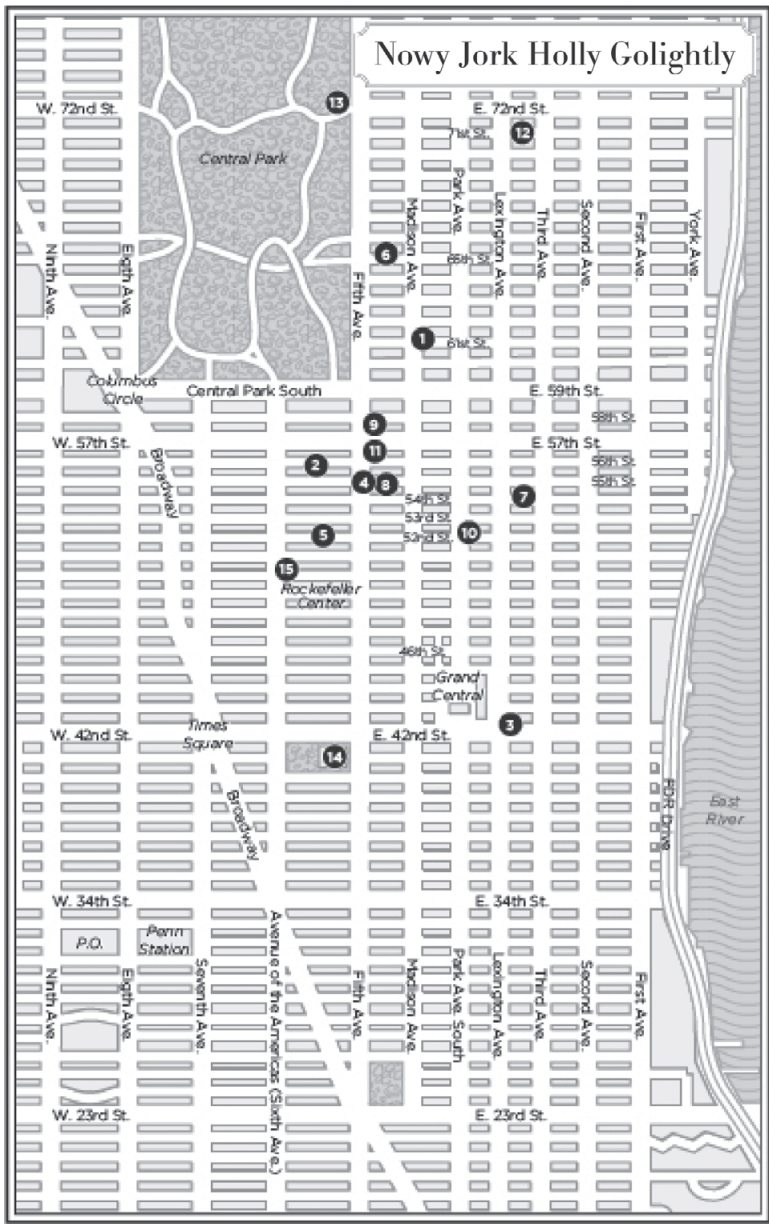 Nowy Jork Holly Golightly
13
W. 72nd St.
E. 72nd St.
71st St.
12
Central Park
Park Ave.
Madison Ave.
Lexington Ave.
Third Ave.
Second Ave.
First Ave.
York Ave.
Ninth Ave.
Eigth Ave.
6
65th St.
Fifth Ave.
1
61st St.
Columbus
Circle
Central Park South
E. 59th St.
58th St.
9
W. 57th St.
E. 57th St.
11
Broadway
2
56th St.
4
8
55th St.
7
54th St.
53rd St.
5
52nd St.
10
15
Rockefeller
Center
46th St.
Grand
Central
3
Times
Square
W. 42nd St.
E. 42nd St.
14
Broadway
FDR Drive
East
River
W. 34th St.
E. 34th St.
P.O.
Penn
Station
Ninth Ave.
Eigth Ave.
Seventh Ave.
Avenue of the Americas (Sixth Ave.)
Fifth Ave.
Madison Ave.
Park Ave. South
Lexington Ave.
Third Ave.
Second Ave.
First Ave.
W. 23rd St.
E. 23rd St.